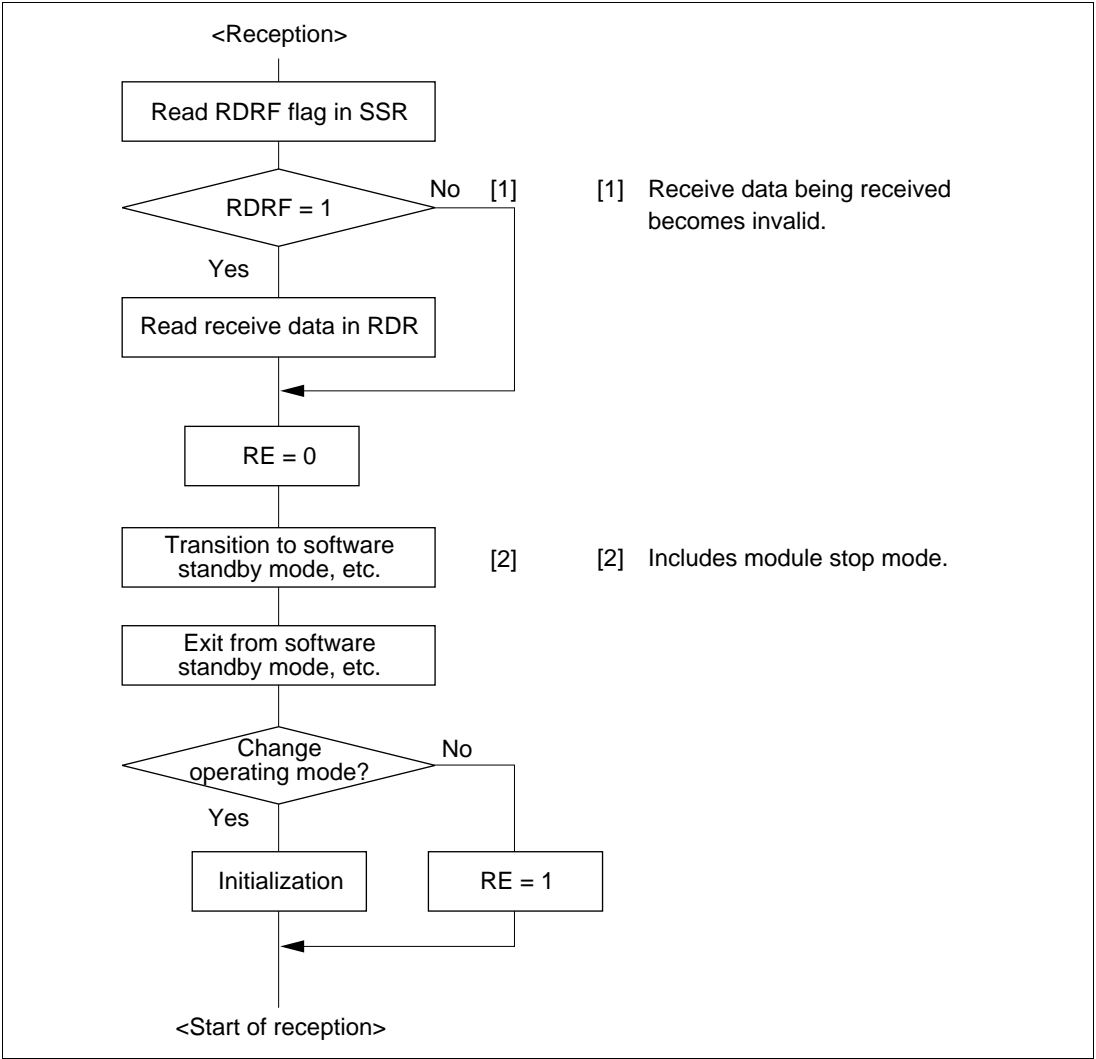 <Reception>
Read RDRF flag in SSR
RDRF = 1
No [1]
[1] Receive data being received
becomes invalid.
Yes
Read receive data in RDR
RE = 0
Transition to software
standby mode, etc.
[2]
[2] Includes module stop mode.
Exit from software
standby mode, etc.
Change
operating mode?
No
Yes
Initialization
RE = 1
<Start of reception>